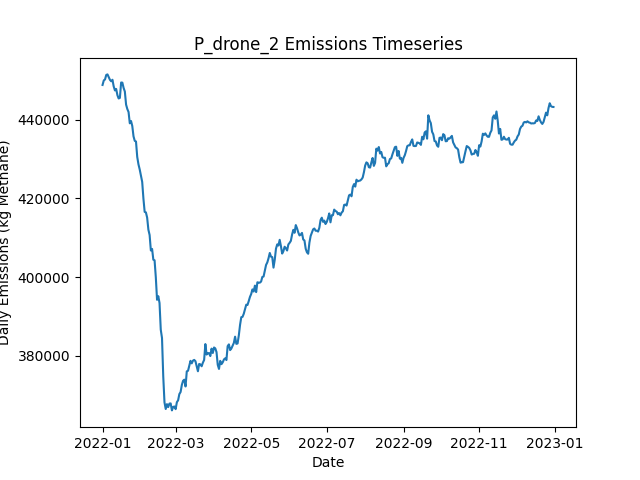 P_drone_2 Emissions Timeseries
Daily Emissions (kg Methane)
440000
420000
400000
380000
2022-01 2022-03 2022-05 2022-07 2022-09 2022-11 2023-01
Date